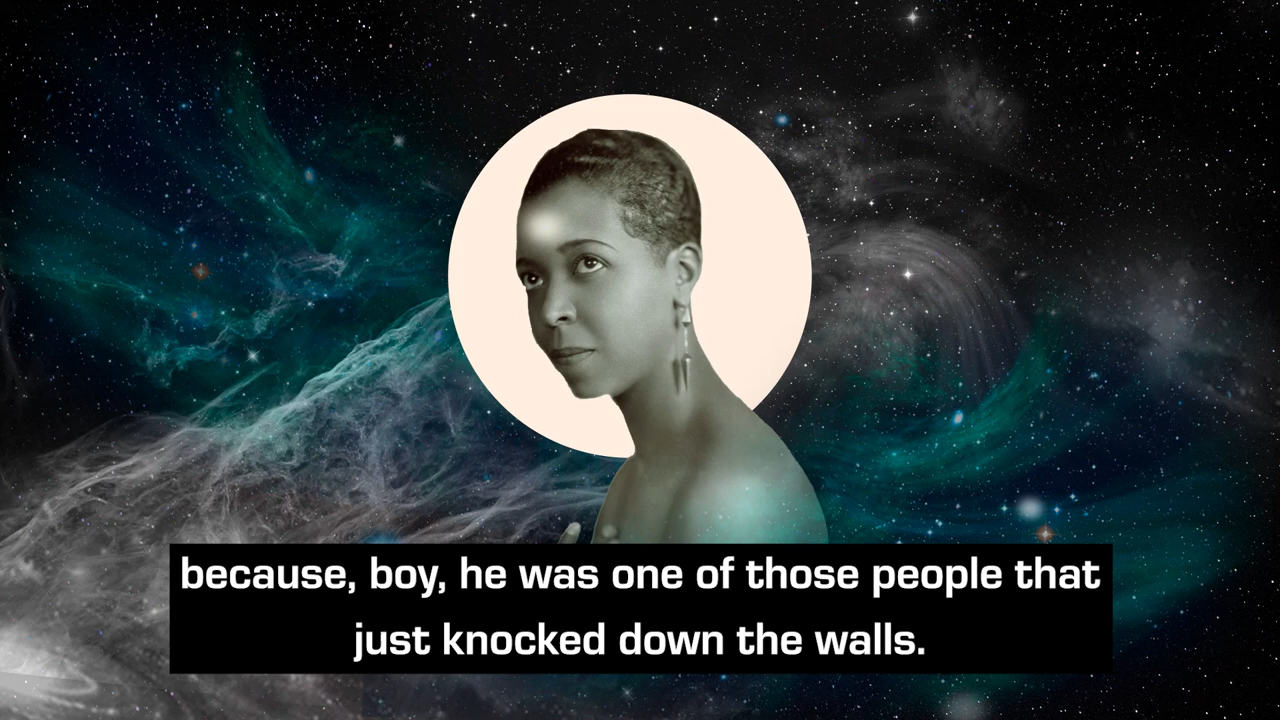 because, boy, he was one of those people that
just knocked down the walls.